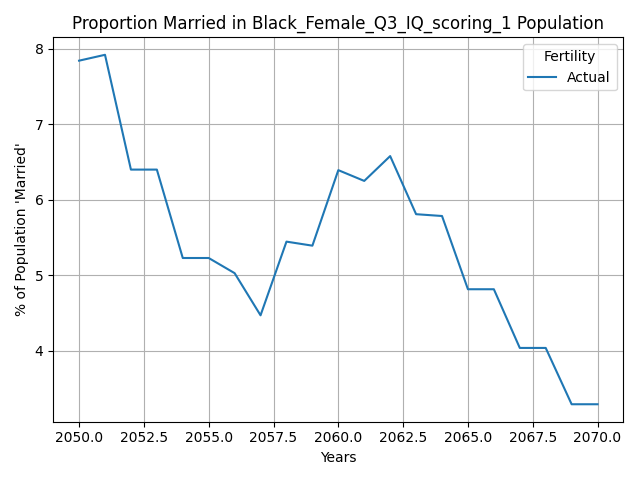 Proportion Married in Black_Female_Q3_IQ_scoring_1 Population
Fertility
Actual
% of Population 'Married'
8
7
6
5
4
2050.0 2052.5 2055.0 2057.5 2060.0 2062.5 2065.0 2067.5 2070.0
Years